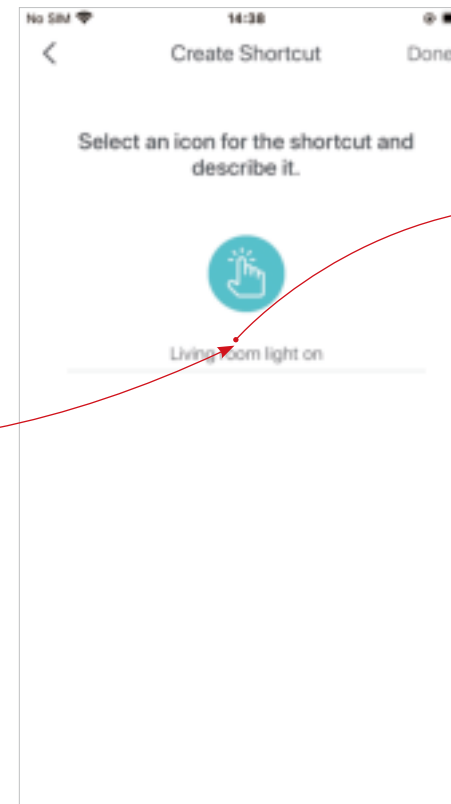 No SIM 14:38
Create Shortcut Done
Select an icon for the shortcut and
describe it.
Living room light on